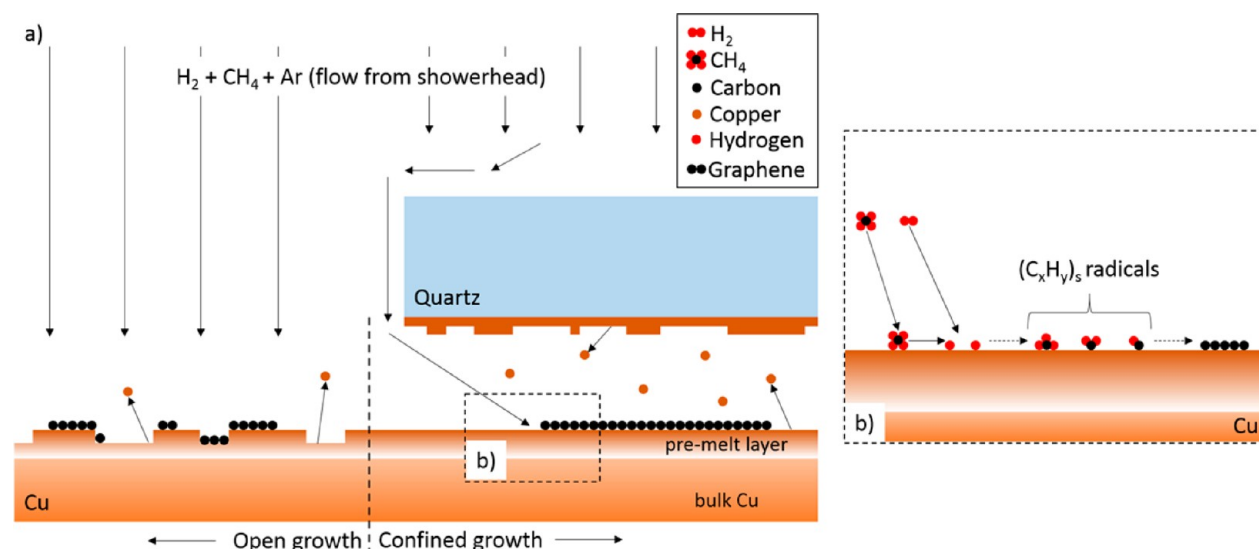 a)
H₂ + CH₄ + Ar (flow from showerhead)
H₂
CH₄
Carbon
Copper
Hydrogen
Graphene
Quartz
pre-melt layer
b)
Cu
bulk Cu
Open growth
Confined growth
(CₓHᵧ)ₛ radicals
b)
Cu